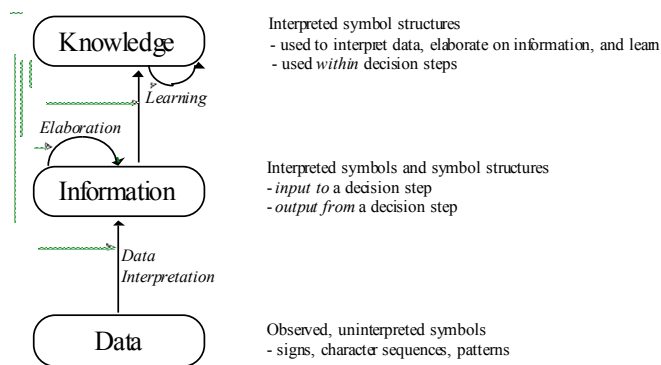 Knowledge
Interpreted symbol structures
- used to interpret data, elaborate on information, and learn
- used within decision steps
Learning
Elaboration
Information
Interpreted symbols and symbol structures
- input to a decision step
- output from a decision step
Data
Interpretation
Data
Observed, uninterpreted symbols
- signs, character sequences, patterns